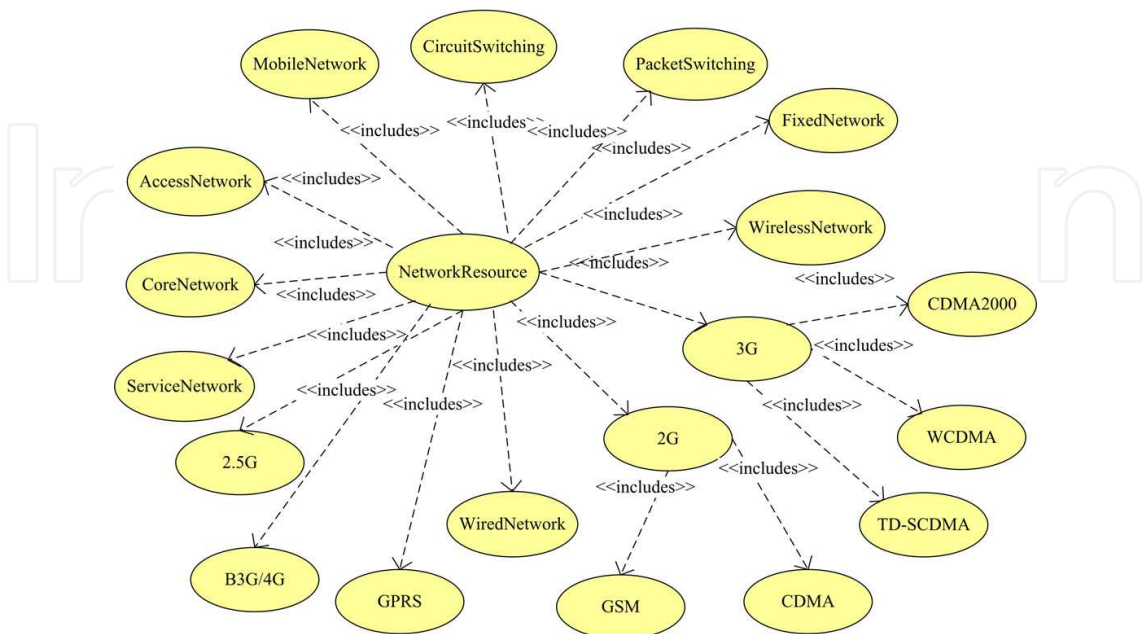 CircuitSwitching
MobileNetwork
PacketSwitching
FixedNetwork
<<includes>>
<<includes>>
<<includes>>
<<includes>>
AccessNetwork
<<includes>>
<<includes>>
WirelessNetwork
<<includes>>
<<includes>>
NetworkResource
<<includes>>
<<includes>>
CoreNetwork
<<includes>>
CDMA2000
<<includes>>
<<includes>>
3G
<<includes>>
<<includes>>
ServiceNetwork
<<includes>>
<<includes>>
<<includes>>
<<includes>>
2G
WCDMA
2.5G
<<includes>>
<<includes>>
WiredNetwork
TD-SCDMA
B3G/4G
GPRS
GSM
CDMA
In
n